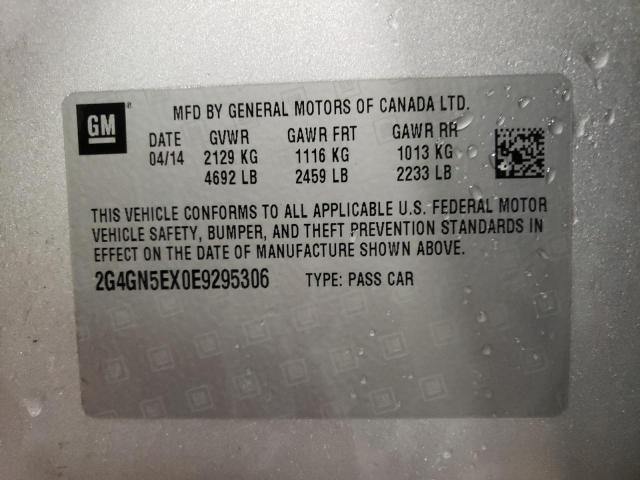 GM
MFD BY GENERAL MOTORS OF CANADA LTD.
DATE GVWR GAWR FRT GAWR RR
04/14 2129 KG 1116 KG 1013 KG
4692 LB 2459 LB 2233 LB
THIS VEHICLE CONFORMS TO ALL APPLICABLE U.S. FEDERAL MOTOR
VEHICLE SAFETY, BUMPER, AND THEFT PREVENTION STANDARDS IN
EFFECT ON THE DATE OF MANUFACTURE SHOWN ABOVE.
2G4GN5EX0E9295306 TYPE: PASS CAR